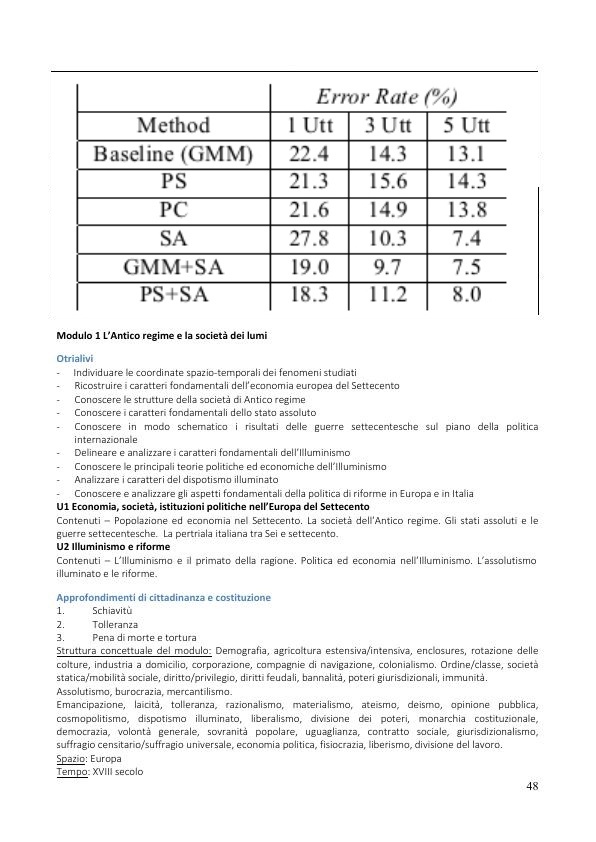 Error Rate (%)
Method 1 Utt 3 Utt 5 Utt
Baseline (GMM) 22.4 14.3 13.1
PS 21.3 15.6 14.3
PC 21.6 14.9 13.8
SA 27.8 10.3 7.4
GMM+SA 19.0 9.7 7.5
PS+SA 18.3 11.2 8.0
Modulo 1 L’Antico regime e la società dei lumi
Otrialivi
- Individuare le coordinate spazio-temporali dei fenomeni studiati
- Ricostruire i caratteri fondamentali dell’economia europea del Settecento
- Conoscere le strutture della società di Antico regime
- Conoscere i caratteri fondamentali dello stato assoluto
- Conoscere in modo schematico i risultati delle guerre settecentesche sul piano della politica
internazionale
- Delineare e analizzare i caratteri fondamentali dell’Illuminismo
- Conoscere le principali teorie politiche ed economiche dell’Illuminismo
- Analizzare i caratteri del dispotismo illuminato
- Conoscere e analizzare gli aspetti fondamentali della politica di riforme in Europa e in Italia
U1 Economia, società, istituzioni politiche nell’Europa del Settecento
Contenuti – Popolazione ed economia nel Settecento. La società dell’Antico regime. Gli stati assoluti e le
guerre settecentesche. La pertriala italiana tra Sei e settecento.
U2 Illuminismo e riforme
Contenuti – L’Illuminismo e il primato della ragione. Politica ed economia nell’Illuminismo. L’assolutismo
illuminato e le riforme.
Approfondimenti di cittadinanza e costituzione
1. Schiavitù
2. Tolleranza
3. Pena di morte e tortura
Struttura concettuale del modulo: Demografia, agricoltura estensiva/intensiva, enclosures, rotazione delle
colture, industria a domicilio, corporazione, compagnie di navigazione, colonialismo. Ordine/classe, società
statica/mobilità sociale, diritto/privilegio, diritti feudali, bannalità, poteri giurisdizionali, immunità.
Assolutismo, burocrazia, mercantilismo.
Emancipazione, laicità, tolleranza, razionalismo, materialismo, ateismo, deismo, opinione pubblica,
cosmopolitismo, dispotismo illuminato, liberalismo, divisione dei poteri, monarchia costituzionale,
democrazia, volontà generale, sovranità popolare, uguaglianza, contratto sociale, giurisdizionalismo,
suffragio censitario/suffragio universale, economia politica, fisiocrazia, liberismo, divisione del lavoro.
Spazio: Europa
Tempo: XVIII secolo
48